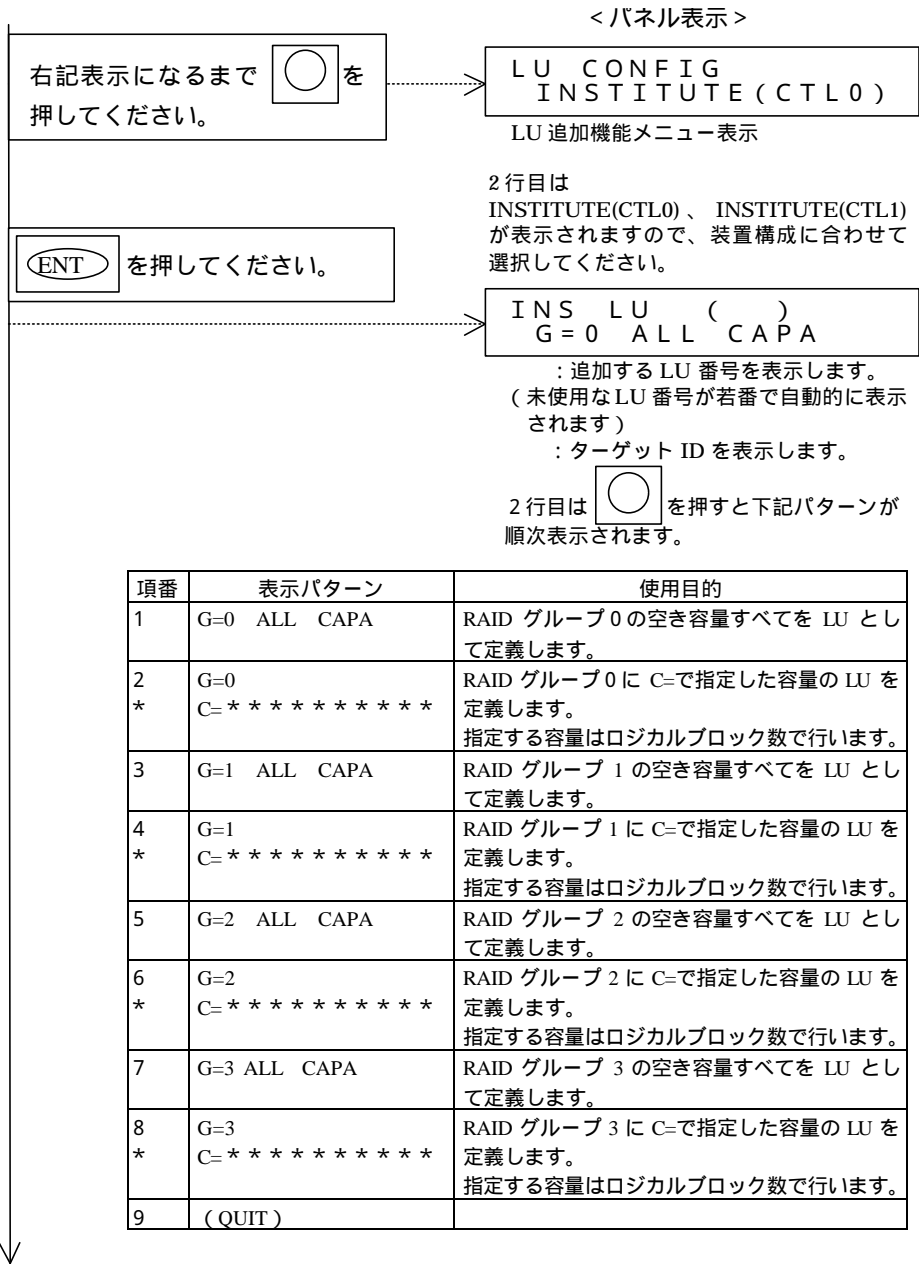 ＜パネル表示＞
右記表示になるまで ○ を
押してください。
ＬＵ ＣＯＮＦＩＧ
ＩＮＳＴＩＴＵＴＥ（ＣＴＬ０）
LU 追加機能メニュー表示
2 行目は
INSTITUTE(CTL0) 、 INSTITUTE(CTL1)
が表示されますので、装置構成に合わせて
選択してください。
ENT を押してください。
ＩＮＳ ＬＵ （ ）
Ｇ＝０ ＡＬＬ ＣＡＰＡ
：追加する LU 番号を表示します。
（未使用な LU 番号が若番で自動的に表示
されます）
：ターゲット ID を表示します。
2 行目は ○ を押すと下記パターンが
順次表示されます。
項番 表示パターン 使用目的
1 G=0 ALL CAPA RAID グループ 0 の空き容量すべてを LU とし
て定義します。
2 G=0 RAID グループ 0 に C=で指定した容量の LU を
* C=＊＊＊＊＊＊＊＊＊＊ 定義します。
指定する容量はロジカルブロック数で行います。
3 G=1 ALL CAPA RAID グループ 1 の空き容量すべてを LU とし
て定義します。
4 G=1 RAID グループ 1 に C=で指定した容量の LU を
* C=＊＊＊＊＊＊＊＊＊＊ 定義します。
指定する容量はロジカルブロック数で行います。
5 G=2 ALL CAPA RAID グループ 2 の空き容量すべてを LU とし
て定義します。
6 G=2 RAID グループ 2 に C=で指定した容量の LU を
* C=＊＊＊＊＊＊＊＊＊＊ 定義します。
指定する容量はロジカルブロック数で行います。
7 G=3 ALL CAPA RAID グループ 3 の空き容量すべてを LU とし
て定義します。
8 G=3 RAID グループ 3 に C=で指定した容量の LU を
* C=＊＊＊＊＊＊＊＊＊＊ 定義します。
指定する容量はロジカルブロック数で行います。
9 （QUIT）